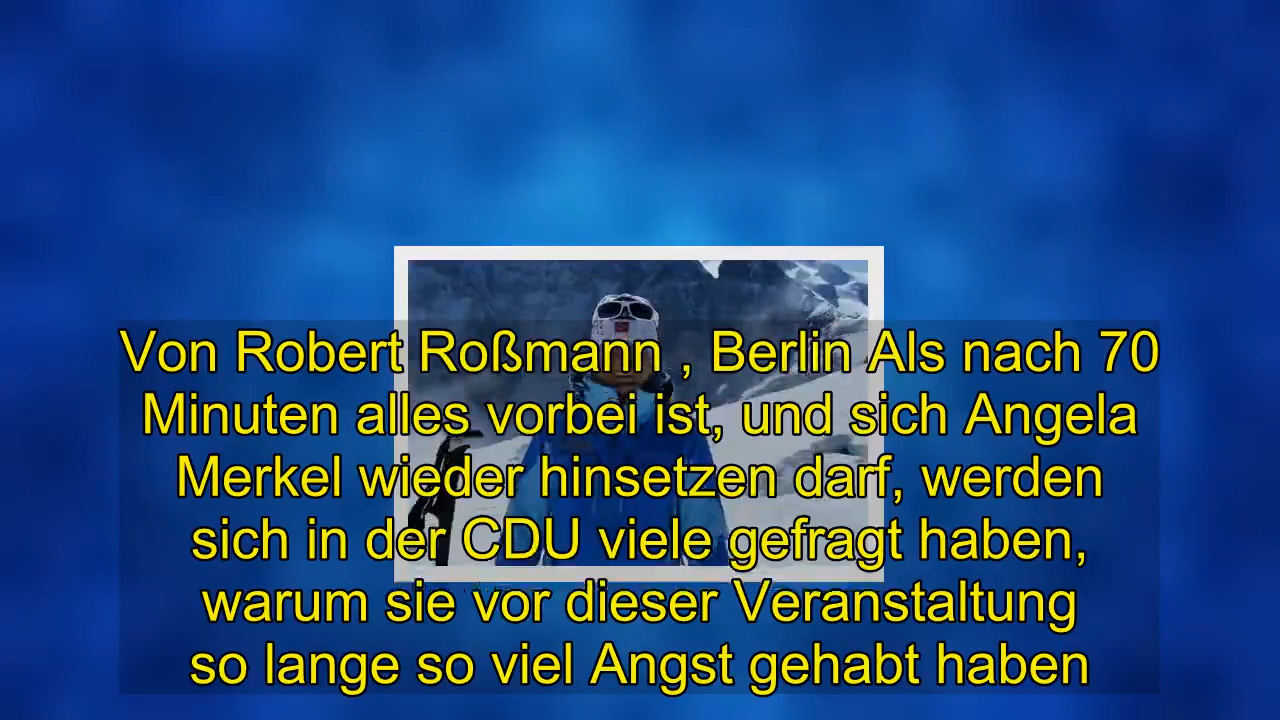 Von Robert Roßmann , Berlin Als nach 70
Minuten alles vorbei ist, und sich Angela
Merkel wieder hinsetzen darf, werden
sich in der CDU viele gefragt haben,
warum sie vor dieser Veranstaltung
so lange so viel Angst gehabt haben